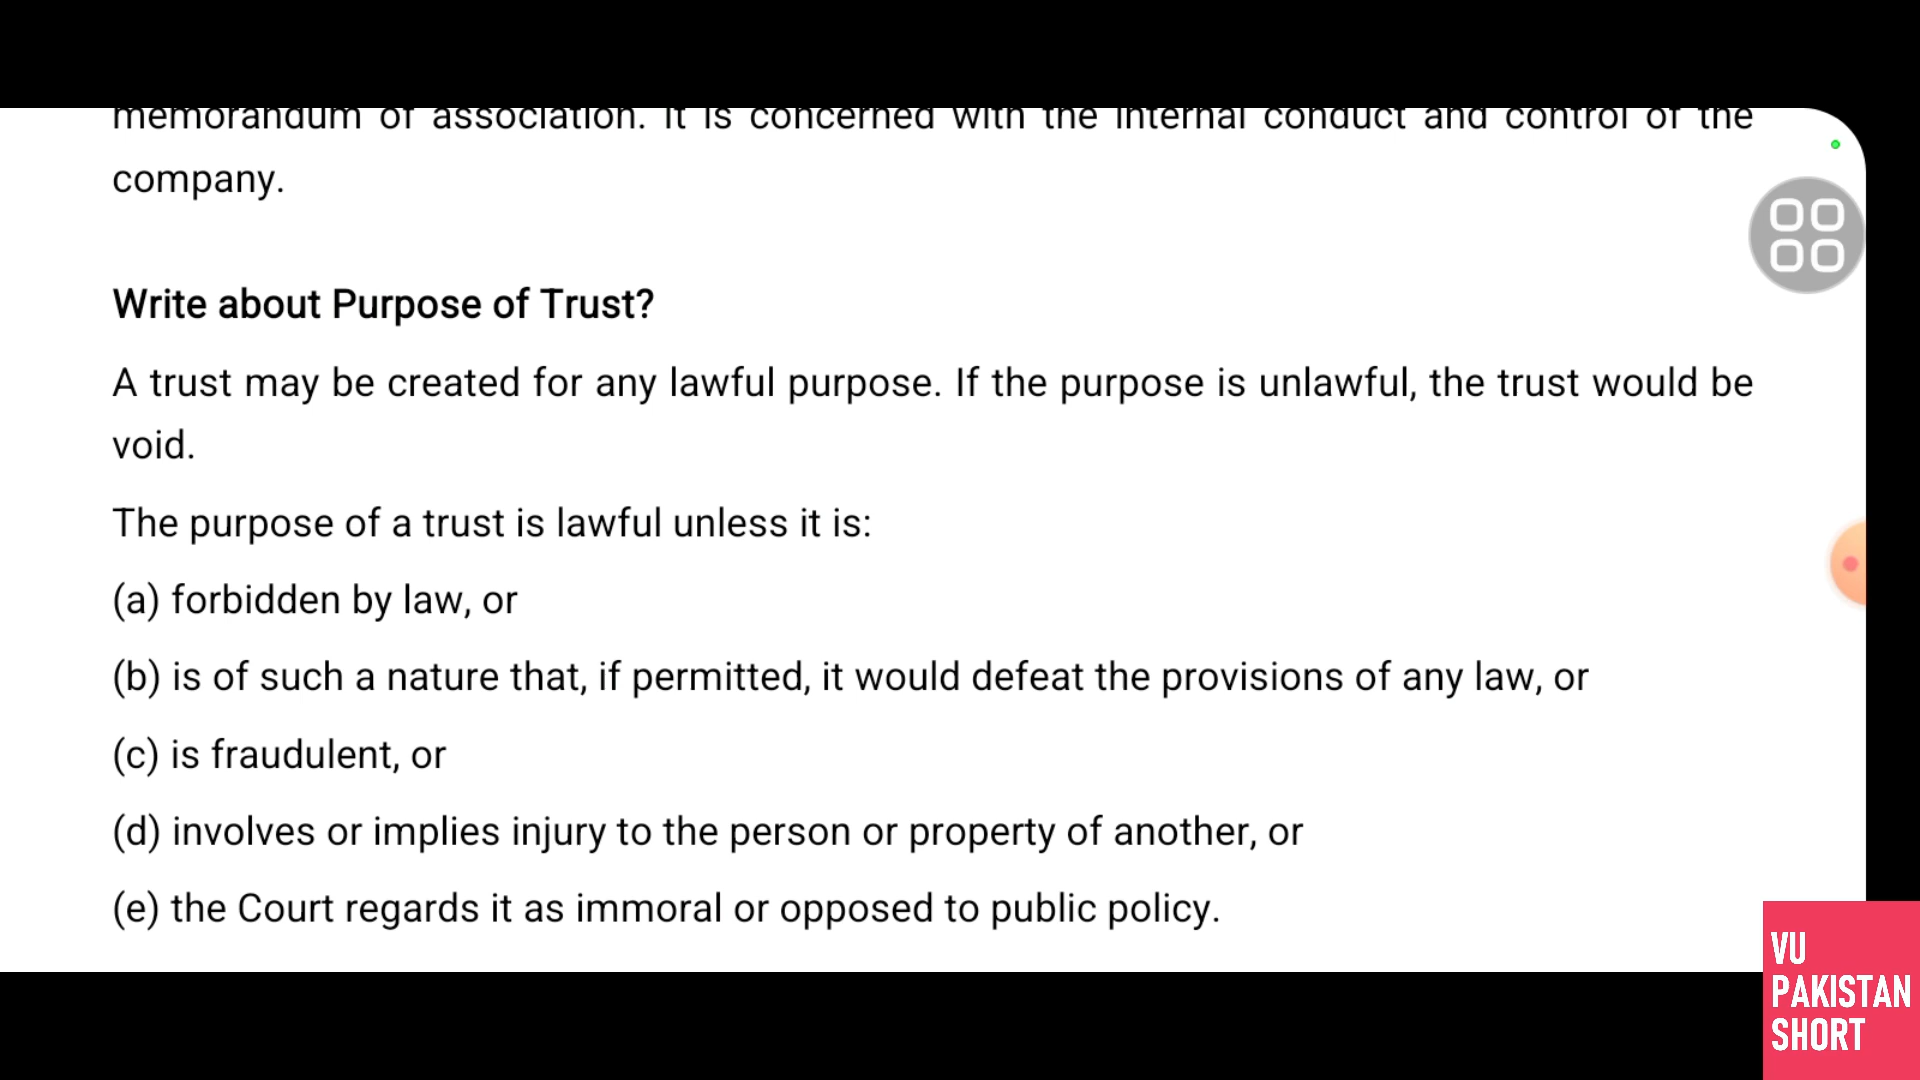 memorandum of association. It is concerned with the internal conduct and control of the
company.
Write about Purpose of Trust?
A trust may be created for any lawful purpose. If the purpose is unlawful, the trust would be
void.
The purpose of a trust is lawful unless it is:
(a) forbidden by law, or
(b) is of such a nature that, if permitted, it would defeat the provisions of any law, or
(c) is fraudulent, or
(d) involves or implies injury to the person or property of another, or
(e) the Court regards it as immoral or opposed to public policy.
VU
PAKISTAN
SHORT